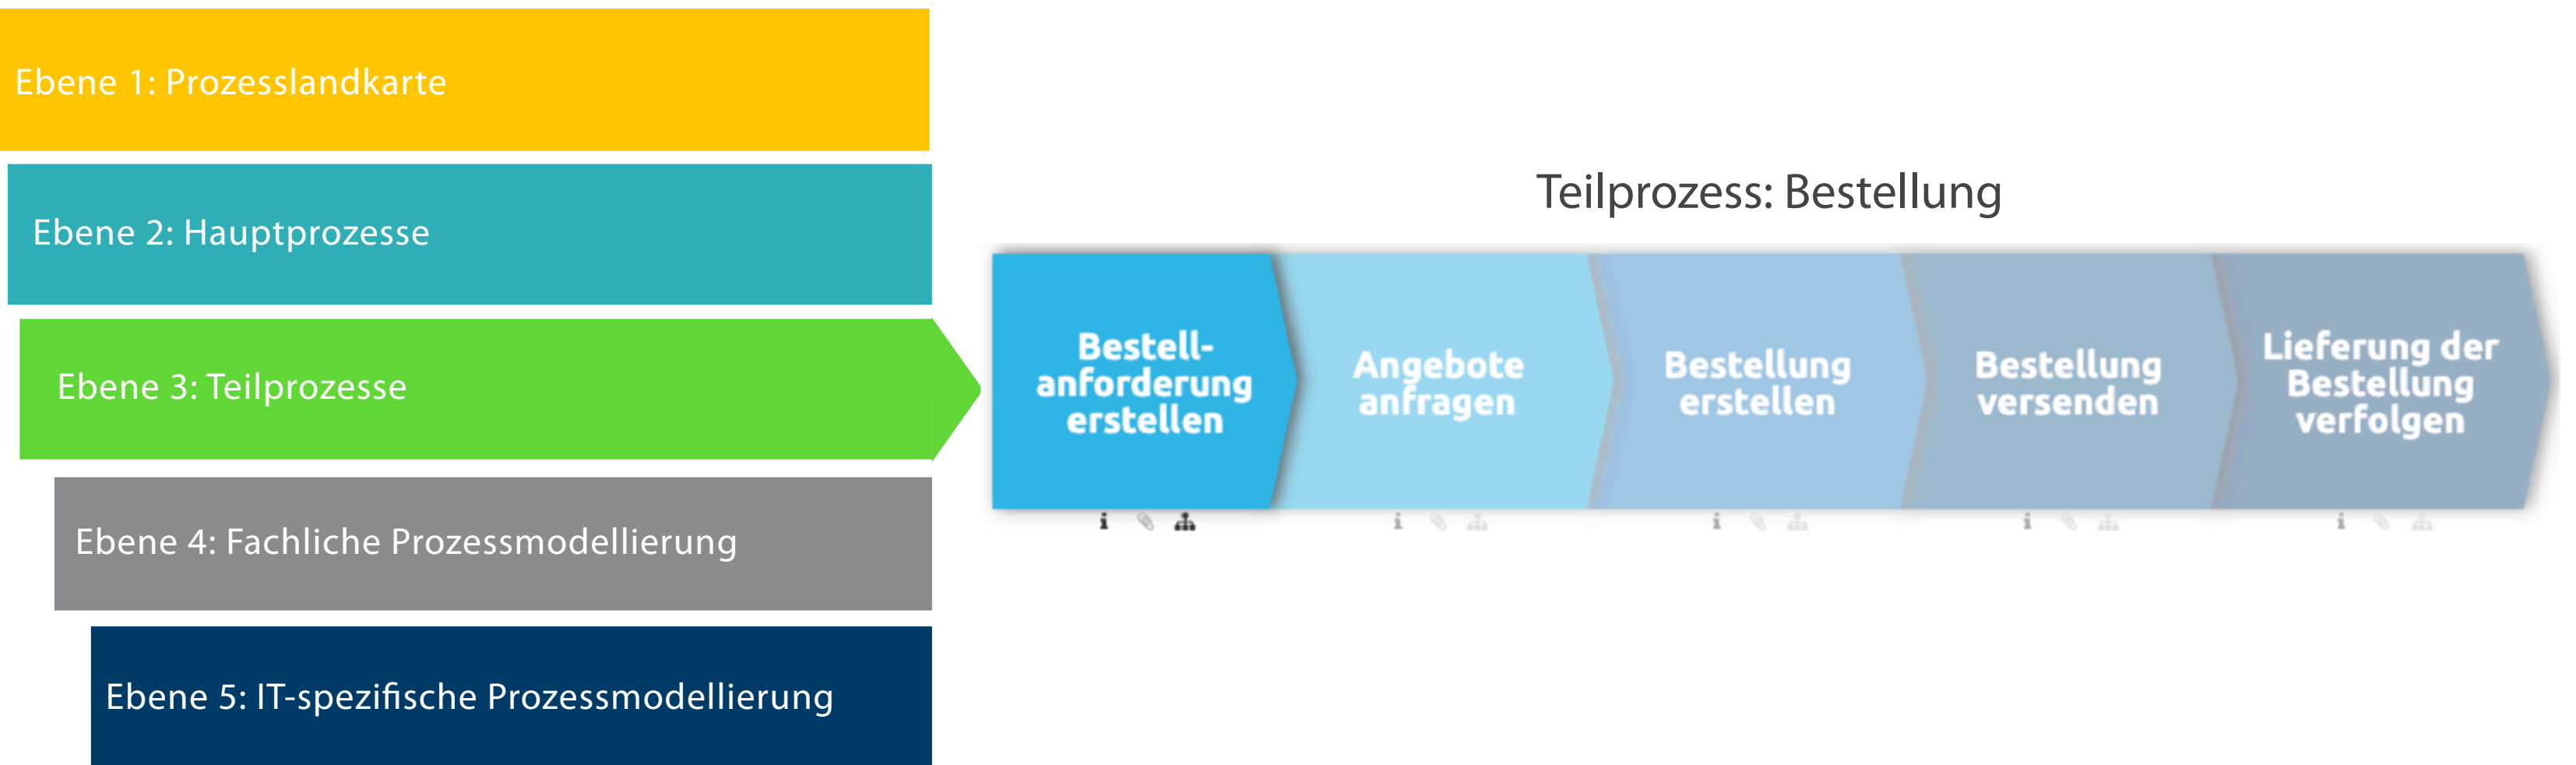 Ebene 1: Prozesslandkarte
Ebene 2: Hauptprozesse
Ebene 3: Teilprozesse
Ebene 4: Fachliche Prozessmodellierung
Ebene 5: IT-spezifische Prozessmodellierung
Teilprozess: Bestellung
Bestell-
anforderung
erstellen
Angebote
anfragen
Bestellung
erstellen
Bestellung
versenden
Lieferung der
Bestellung
verfolgen